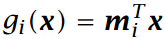 gᵢ(𝒙) = 𝒎ᵢᵀ𝒙